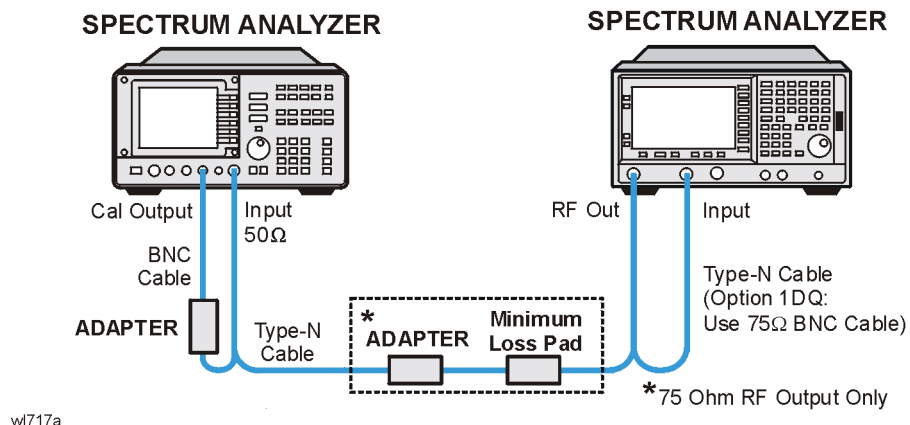 SPECTRUM ANALYZER
SPECTRUM ANALYZER
Cal Output
Input
50Ω
RF Out
Input
BNC
Cable
Type-N Cable
(Option 1DQ:
Use 75Ω BNC Cable)
ADAPTER
Type-N
Cable
*
ADAPTER
Minimum
Loss Pad
*75 Ohm RF Output Only
wl717a